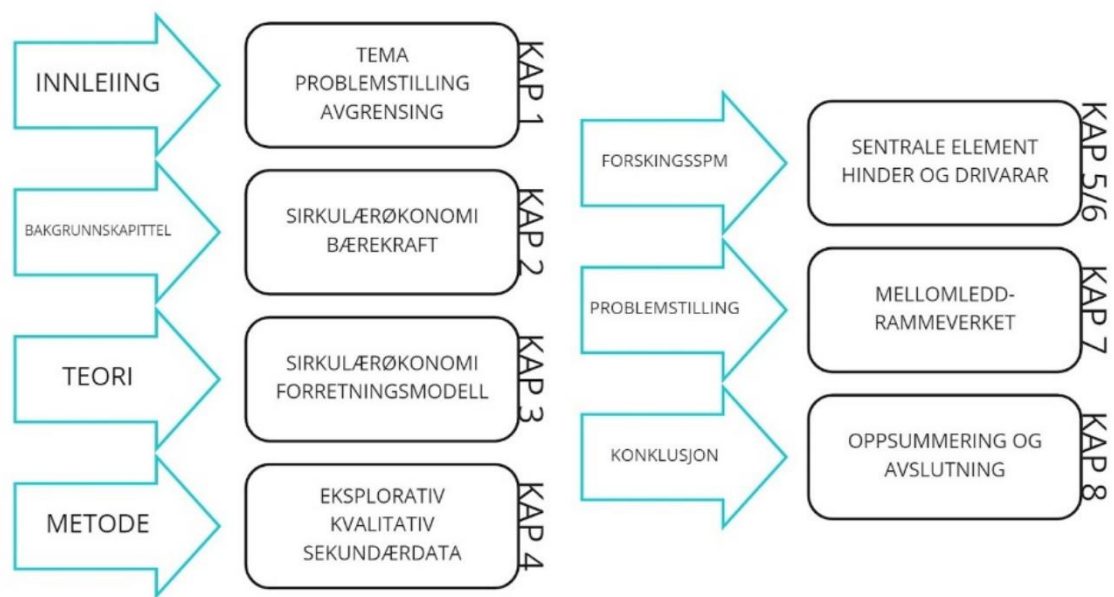 INNLEIING
TEMA
PROBLEMSTILLING
AVGRENSING
KAP 1
BAKGRUNNSKAPITTEL
SIRKULÆRØKONOMI
BÆREKRAFT
KAP 2
TEORI
SIRKULÆRØKONOMI
FORRETNINGSMODELL
KAP 3
METODE
EKSPLORATIV
KVALITATIV
SEKUNDÆRDATA
KAP 4
FORSKINGSSPM
SENTRALE ELEMENT
HINDER OG DRIVARAR
KAP 5/6
PROBLEMSTILLING
MELLOMLEDD-
RAMMEVERKET
KAP 7
KONKLUSJON
OPPSUMMERING OG
AVSLUTNING
KAP 8